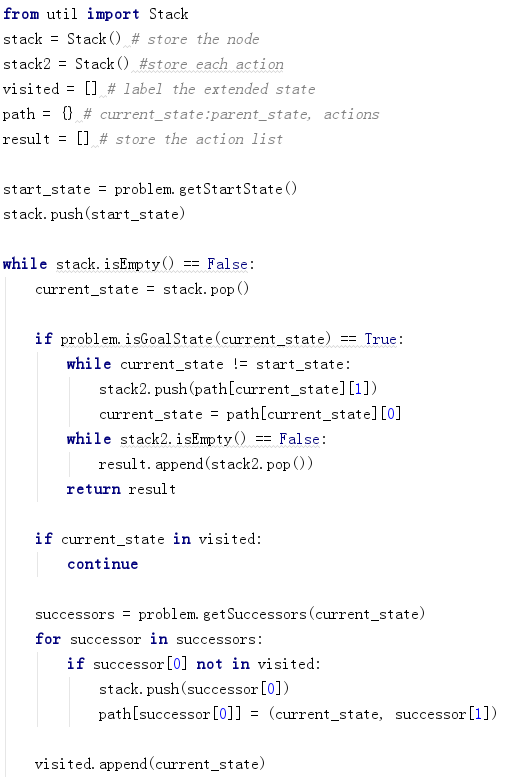 from util import Stack
stack = Stack() # store the node
stack2 = Stack() #store each action
visited = [] # label the extended state
path = {} # current_state:parent_state, actions
result = [] # store the action list
start_state = problem.getStartState()
stack.push(start_state)
while stack.isEmpty() == False:
    current_state = stack.pop()
    if problem.isGoalState(current_state) == True:
        while current_state != start_state:
            stack2.push(path[current_state][1])
            current_state = path[current_state][0]
        while stack2.isEmpty() == False:
            result.append(stack2.pop())
        return result
    if current_state in visited:
        continue
    successors = problem.getSuccessors(current_state)
    for successor in successors:
        if successor[0] not in visited:
            stack.push(successor[0])
            path[successor[0]] = (current_state, successor[1])
    visited.append(current_state)